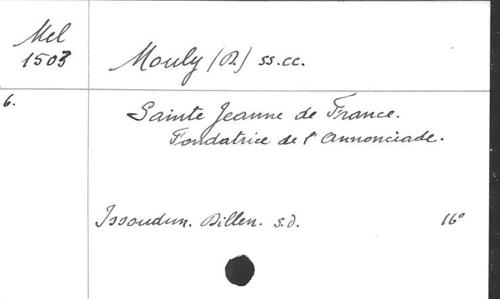 Mel
1503
Mouly (R) ss.cc.
6.
Sainte Jeanne de France.
Fondatrice de l'Annonciade.
Issoudun. Dillen. s.d. 16°